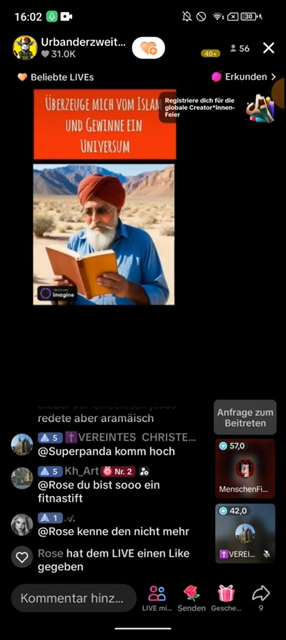 16:02
30
Urbanderzweit...
31.0K
40+
56
Beliebte LIVEs
Erkunden >
Registriere dich für die
globale Creator*innen-
Feier
ÜBERZEUGE MICH VOM ISLAM
UND GEWINNE EIN
UNIVERSUM
imagine
redete aber aramäisch
5 VEREINTES CHRISTE...
@Superpanda komm hoch
5 Kh_Art Nr. 2
@Rose du bist sooo ein
fitnastift
1
@Rose kenne den nicht mehr
Rose hat dem LIVE einen Like
gegeben
Anfrage zum
Beitreten
57,0
MenschenFi...
42,0
VEREI...
Kommentar hinz...
LIVE mi...
Senden
Gesche...
9